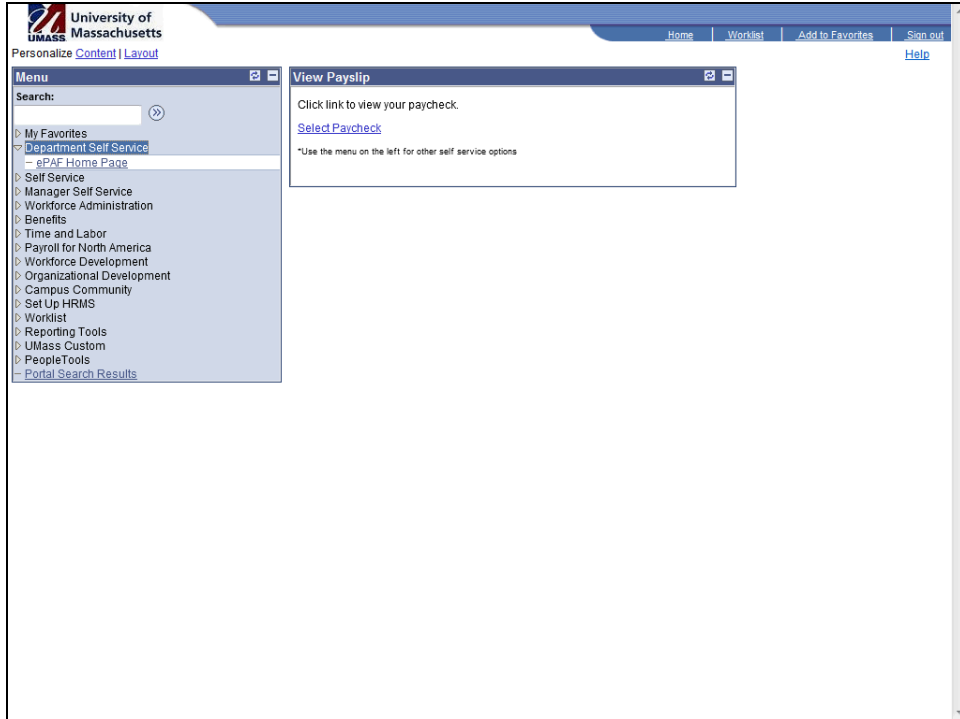 University of
Massachusetts
UMASS
Home Worklist Add to Favorites Sign out
Personalize Content | Layout
Help
Menu
Search:
My Favorites
Department Self Service
ePAF Home Page
Self Service
Manager Self Service
Workforce Administration
Benefits
Time and Labor
Payroll for North America
Workforce Development
Organizational Development
Campus Community
Set Up HRMS
Worklist
Reporting Tools
UMass Custom
PeopleTools
Portal Search Results
View Payslip
Click link to view your paycheck.
Select Paycheck
*Use the menu on the left for other self service options